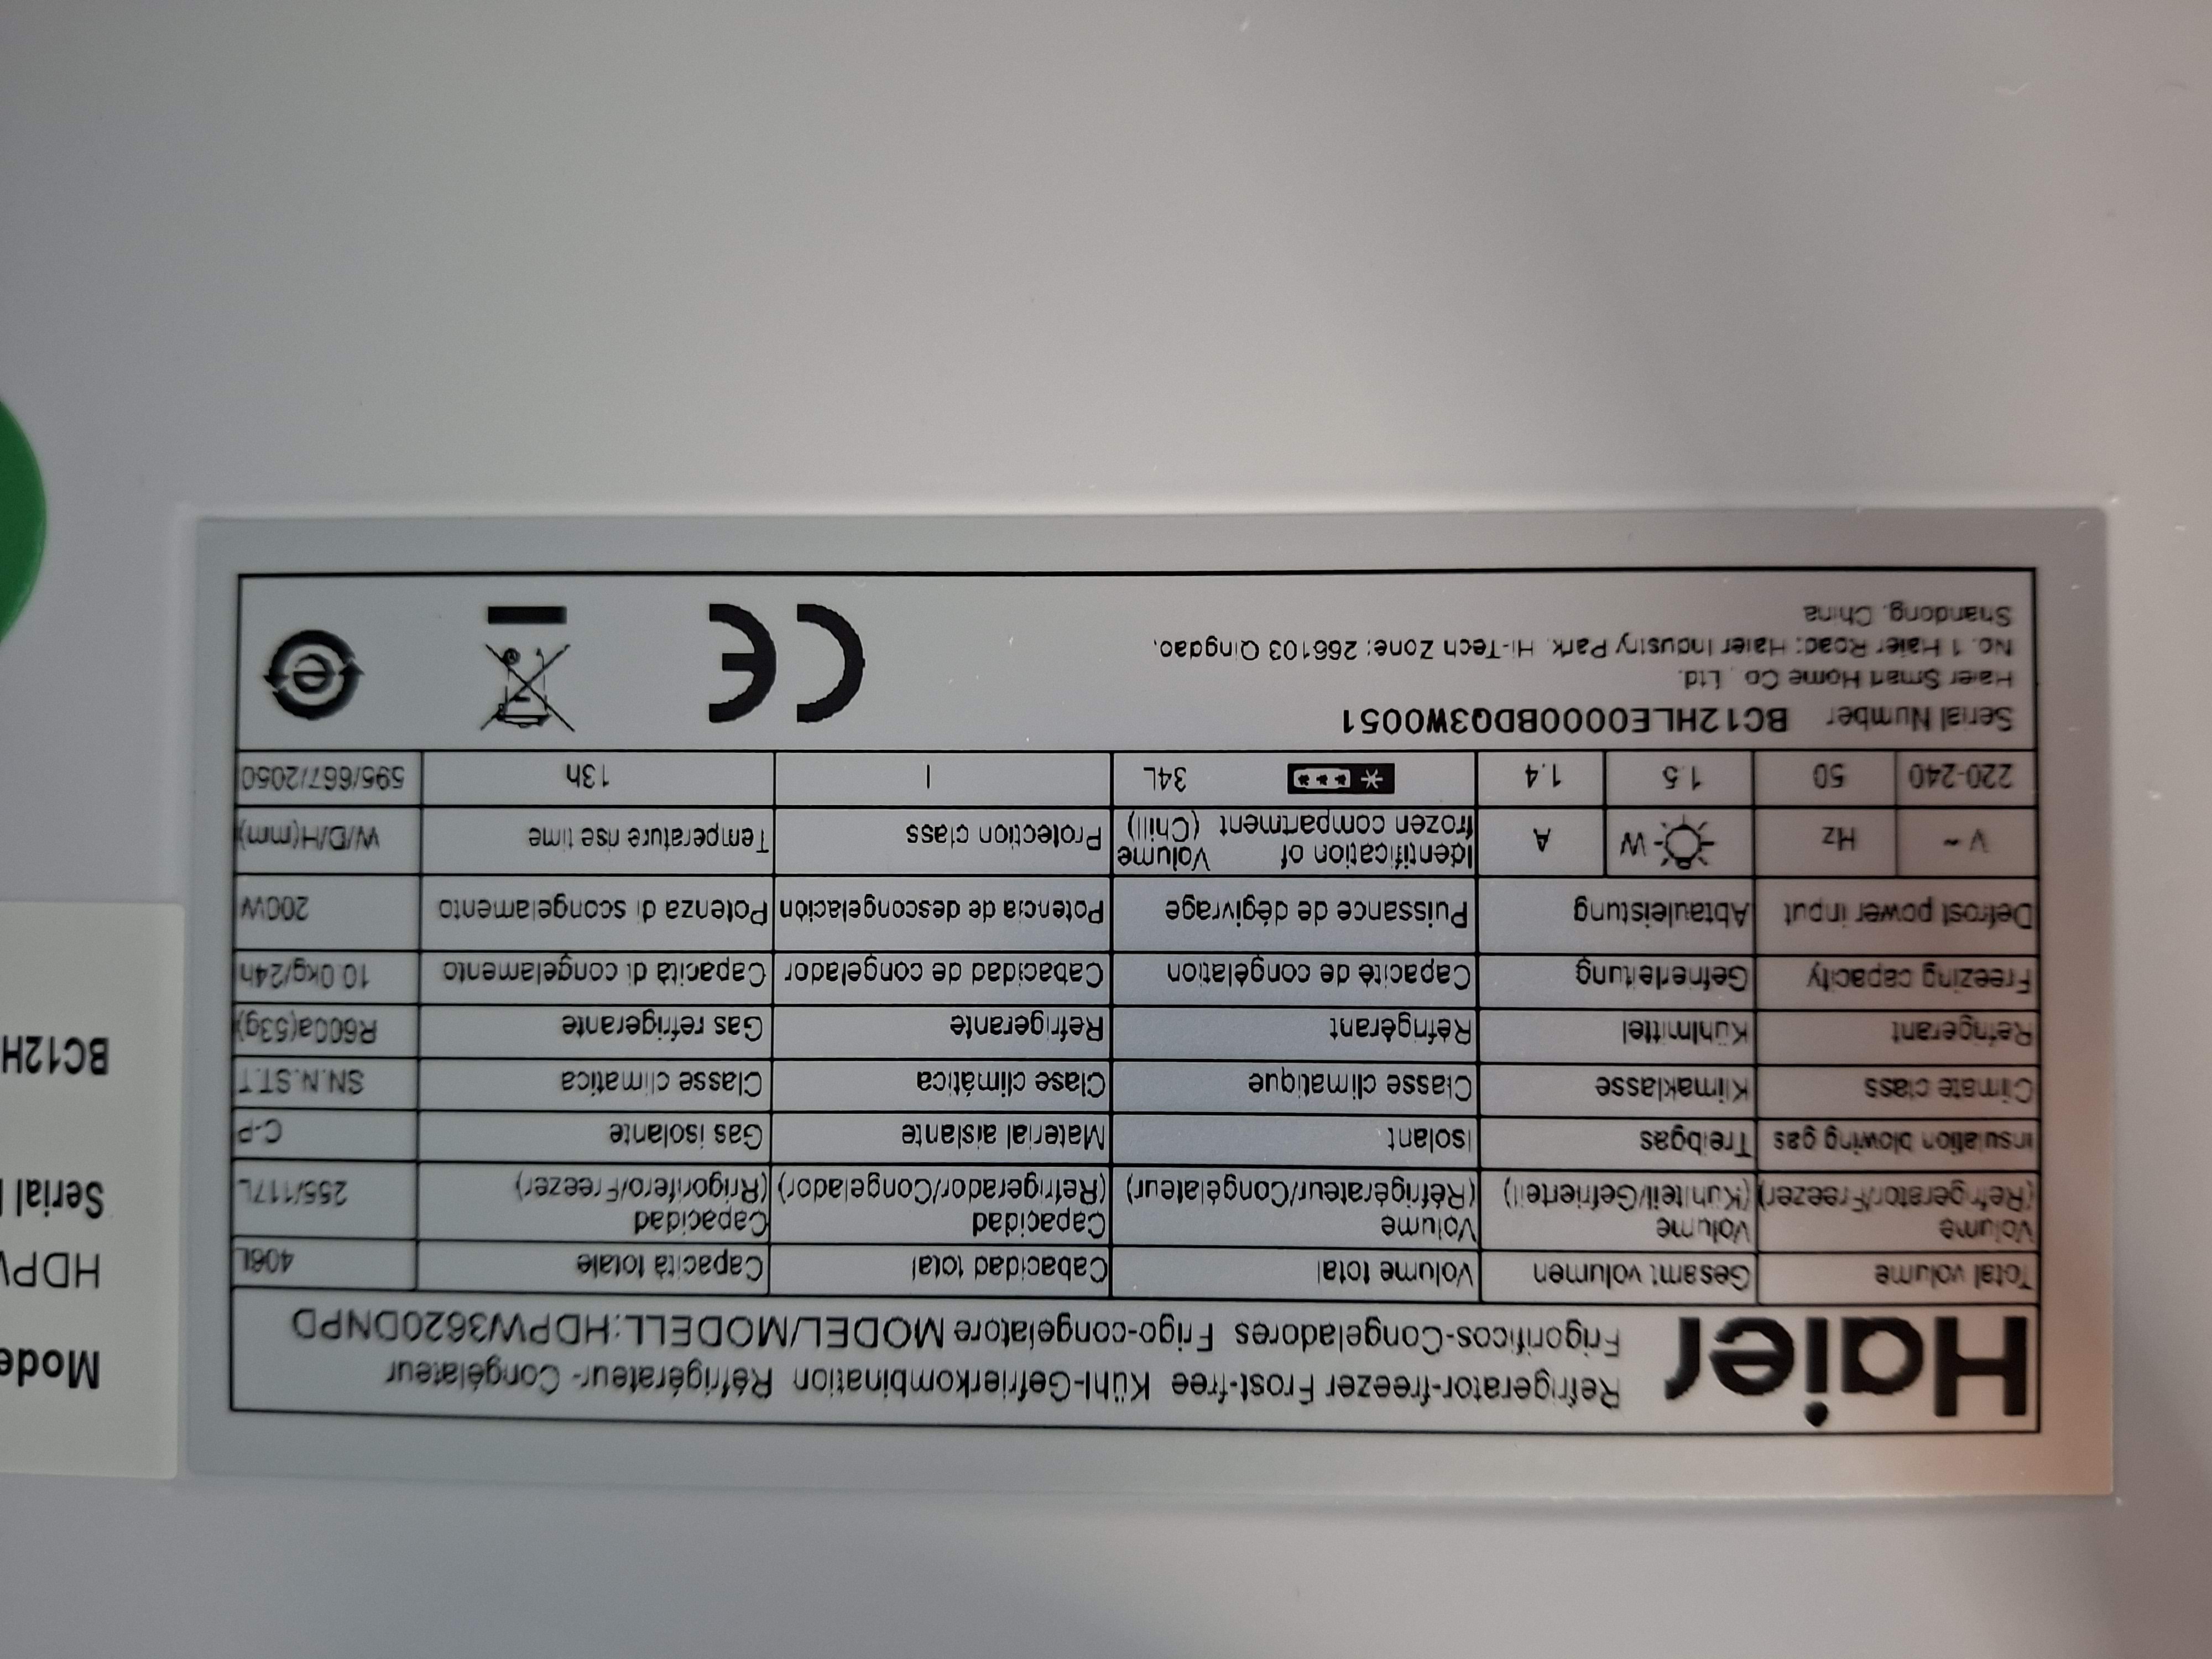 Haier
Refrigerator-freezer Frost-free Kühl-Gefrierkombination Réfrigérateur- Congélateur
Frigoríficos-Congeladores Frigo-congelatore MODEL/MODELL:HDPW3620DNPD
Total volume Gesamt volumen Volume total Cabacidad total Capacità totale 406L
Volume (Refrigerator/Freezer) Volume (Kühlteil/Gefrierteil) Volume (Réfrigérateur/Congélateur) Capacidad (Refrigerador/Congelador) Capacidad (Rrigorifero/Freezer) 255/117L
Insulation blowing gas Treibgas Isolant Material aislante Gas isolante C-P
Climate class Klimaklasse Classe climatique Clase climática Classe climatica SN.N.ST.T
Refrigerant Kühlmittel Réfrigérant Refrigerante Gas refrigerante R600a(53g)
Freezing capacity Gefrierleitung Capacité de congélation Cabacidad de congelador Capacità di congelamento 10.0kg/24h
Defrost power input Abtauleistung Puissance de dégivrage Potencia de descongelación Potenza di scongelamento 200W
V ~ Hz -W A Identification of frozen compartment Volume (Chill) Protection class Temperature rise time W/D/H(mm)
220-240 50 1.5 1.4 34L I 13h 595/667/2050
Serial Number BC12HLE0000BDQ3W0051
Haier Smart Home Co., Ltd.
No. 1 Haier Road; Haier Industry Park. Hi-Tech Zone; 266103 Qingdao,
Shandong, China
CE
e
Mode
HDPW
Serial
BC12H